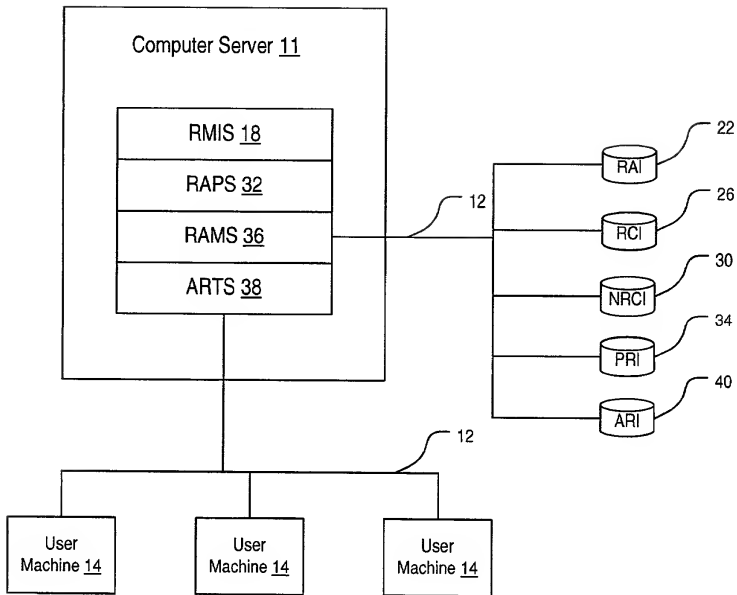 Computer Server 11
RMIS 18
RAPS 32
RAMS 36
ARTS 38
12
RAI
22
RCI
26
NRCI
30
PRI
34
ARI
40
12
User
Machine 14
User
Machine 14
User
Machine 14